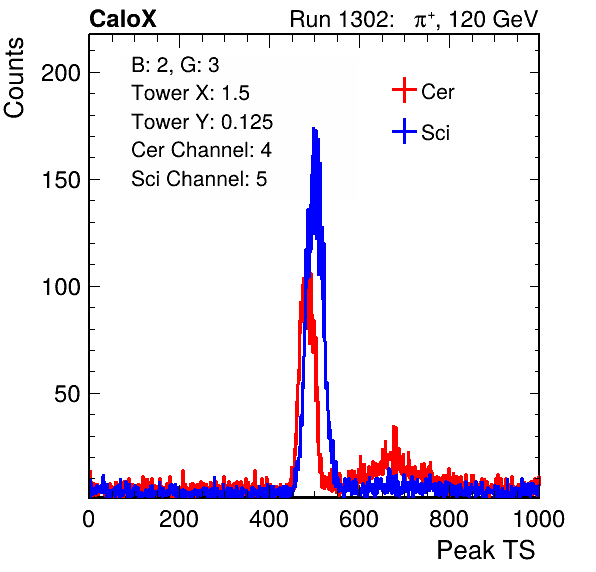 CaloX Run 1302: π⁺, 120 GeV
B: 2, G: 3
Tower X: 1.5
Tower Y: 0.125
Cer Channel: 4
Sci Channel: 5
Cer
Sci
Counts
200
150
100
50
0 200 400 600 800 1000
Peak TS